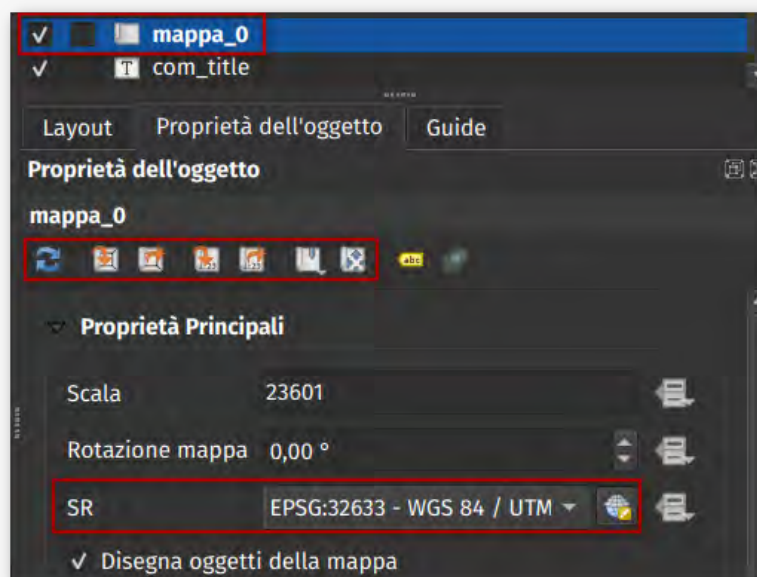 mappa_0
T com_title
Layout Proprietà dell'oggetto Guide
Proprietà dell'oggetto
mappa_0
abc
Proprietà Principali
Scala 23601
Rotazione mappa 0,00 °
SR EPSG:32633 - WGS 84 / UTM
Disegna oggetti della mappa